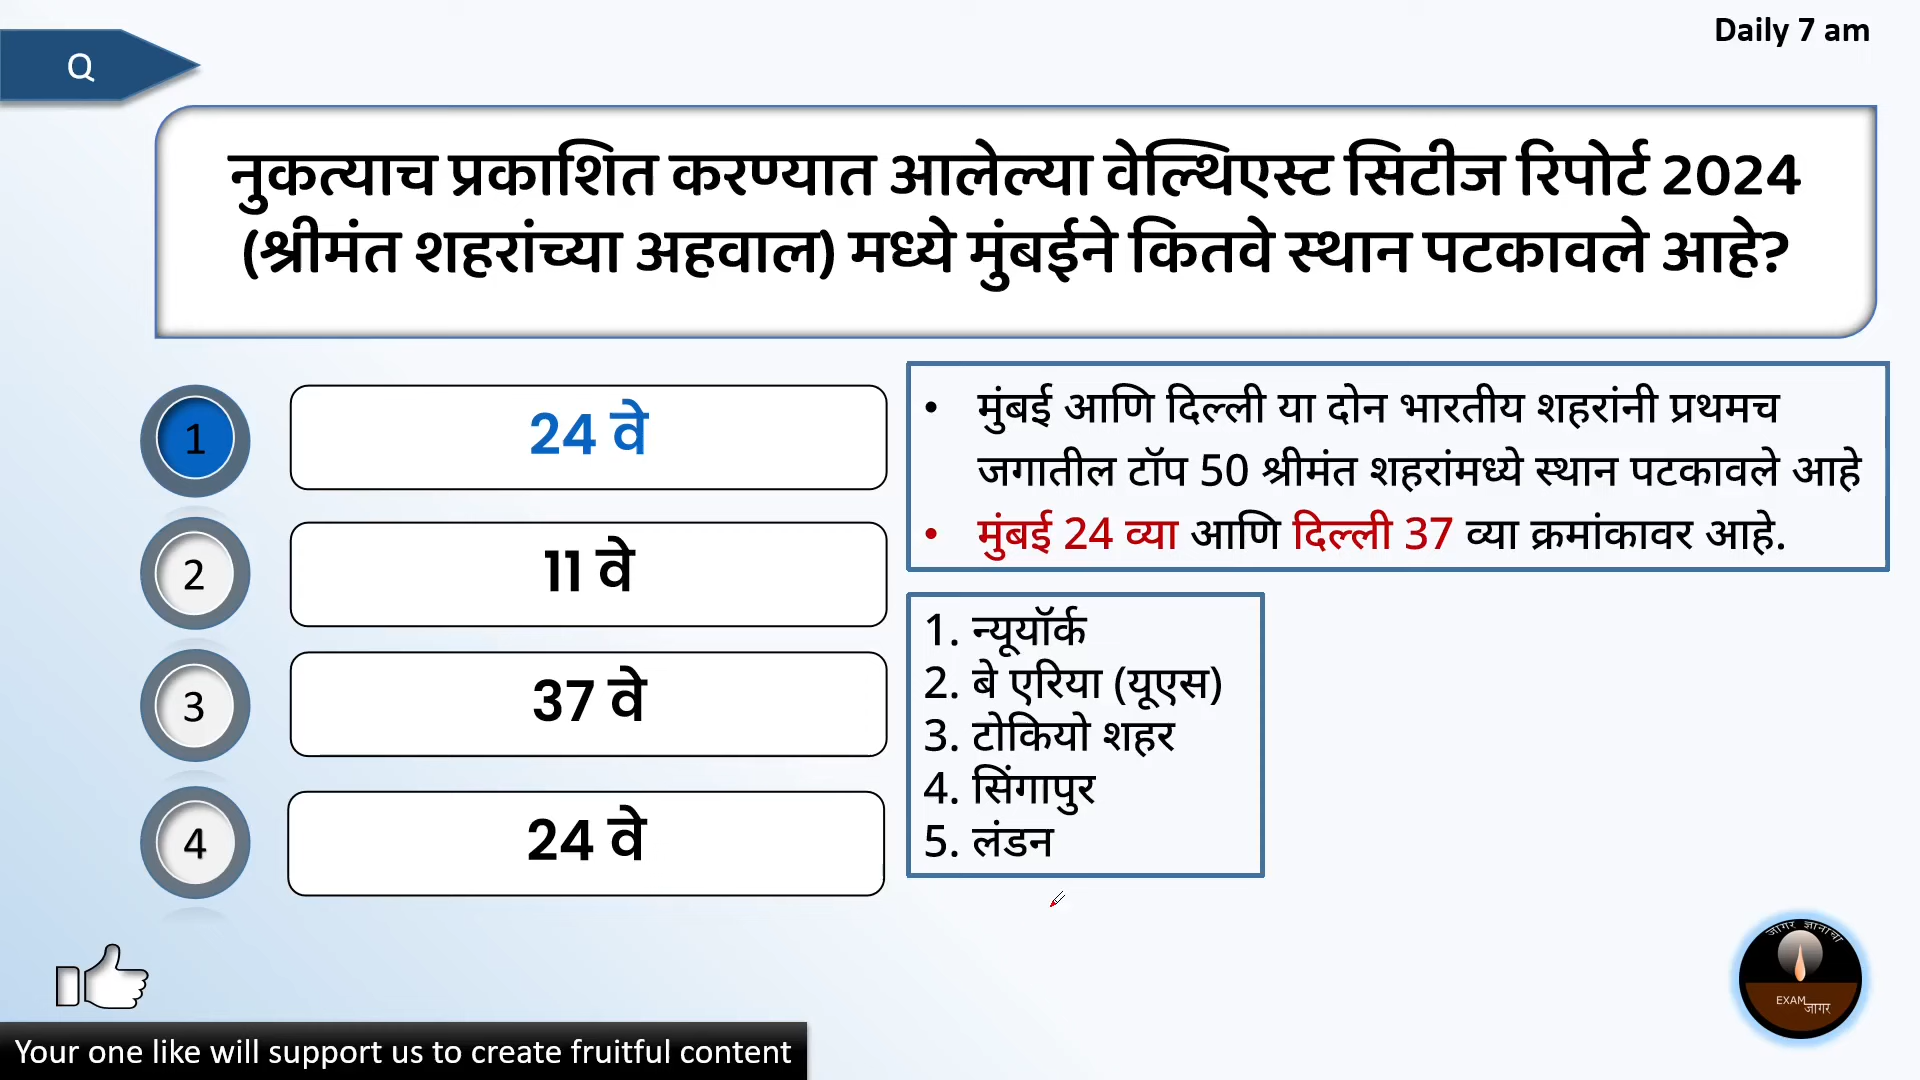 Daily 7 am
Q
नुकत्याच प्रकाशित करण्यात आलेल्या वेल्थिएस्ट सिटीज रिपोर्ट 2024
(श्रीमंत शहरांच्या अहवाल) मध्ये मुंबईने कितवे स्थान पटकावले आहे?
1
24 वे
2
11 वे
3
37 वे
4
24 वे
• मुंबई आणि दिल्ली या दोन भारतीय शहरांनी प्रथमच
जगातील टॉप 50 श्रीमंत शहरांमध्ये स्थान पटकावले आहे
• मुंबई 24 व्या आणि दिल्ली 37 व्या क्रमांकावर आहे.
1. न्यूयॉर्क
2. बे एरिया (यूएस)
3. टोकियो शहर
4. सिंगापुर
5. लंडन
जागर ज्ञानाचा
EXAM जागर
Your one like will support us to create fruitful content